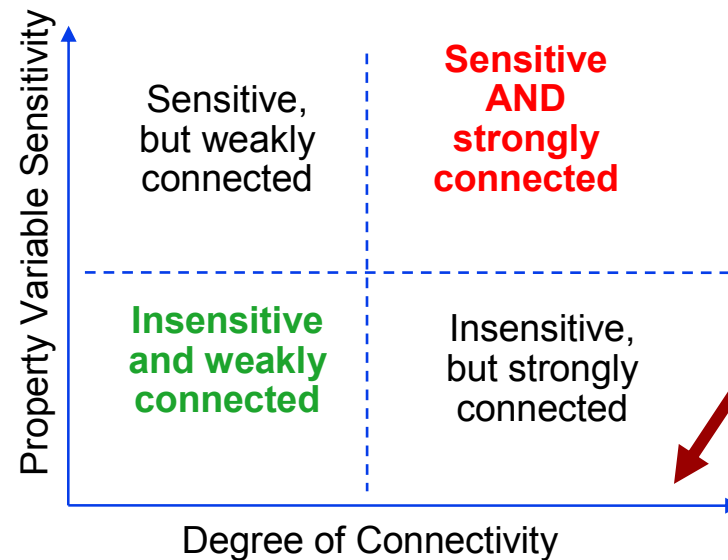 Property Variable Sensitivity
Sensitive,
but weakly
connected
Sensitive
AND
strongly
connected
Insensitive
and weakly
connected
Insensitive,
but strongly
connected
Degree of Connectivity